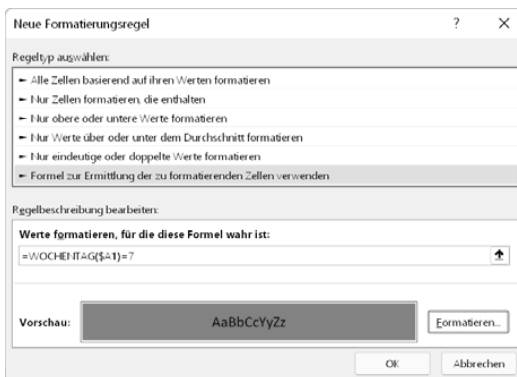 Neue Formatierungsregel ? ×
Regeltyp auswählen:
► Alle Zellen basierend auf ihren Werten formatieren
► Nur Zellen formatieren, die enthalten
► Nur obere oder untere Werte formatieren
► Nur Werte über oder unter dem Durchschnitt formatieren
► Nur eindeutige oder doppelte Werte formatieren
► Formel zur Ermittlung der zu formatierenden Zellen verwenden
Regelbeschreibung bearbeiten:
Werte formatieren, für die diese Formel wahr ist:
=WOCHENTAG($A1)=7
Vorschau: AaBbCcYyZz Formatieren...
OK Abbrechen